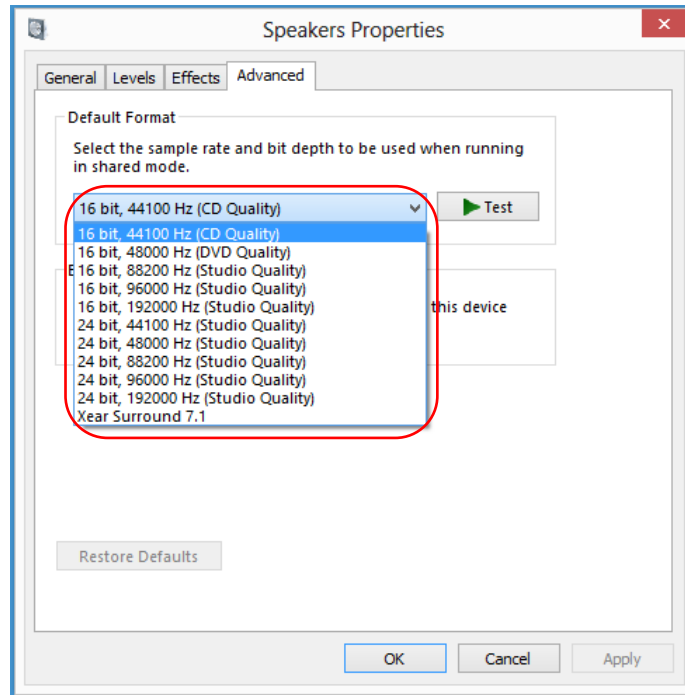 Speakers Properties
General Levels Effects Advanced
Default Format
Select the sample rate and bit depth to be used when running
in shared mode.
16 bit, 44100 Hz (CD Quality)
Test
16 bit, 44100 Hz (CD Quality)
16 bit, 48000 Hz (DVD Quality)
16 bit, 88200 Hz (Studio Quality)
16 bit, 96000 Hz (Studio Quality)
16 bit, 192000 Hz (Studio Quality)
this device
24 bit, 44100 Hz (Studio Quality)
24 bit, 48000 Hz (Studio Quality)
24 bit, 88200 Hz (Studio Quality)
24 bit, 96000 Hz (Studio Quality)
24 bit, 192000 Hz (Studio Quality)
Xear Surround 7.1
Restore Defaults
OK Cancel Apply